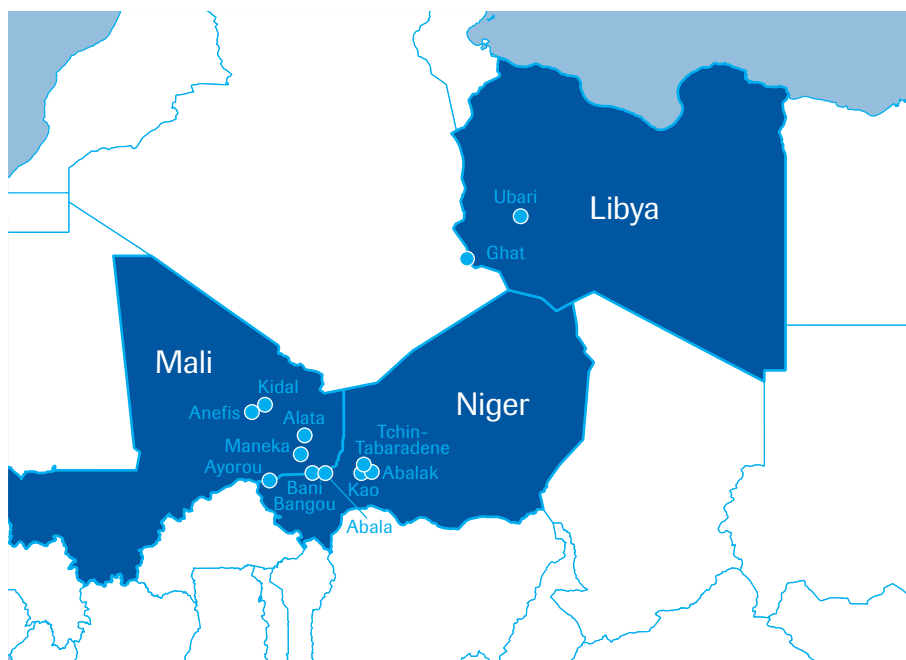 Ubari
Libya
Ghat
Mali
Kidal
Anefis
Niger
Alata
Tchin-
Tabaradene
Maneka
Ayorou
Abalak
Bani
Bangou
Kao
Abala